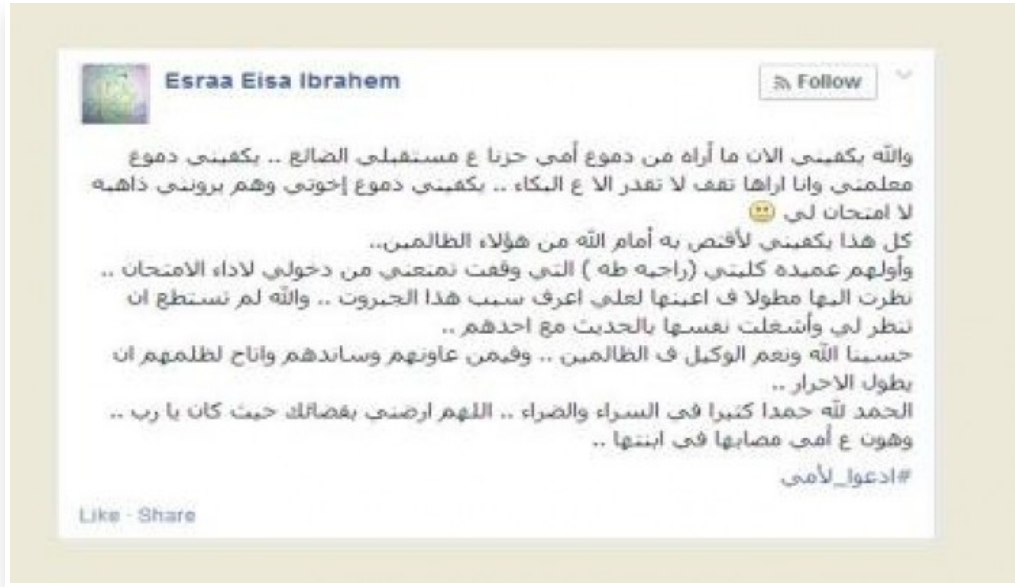 Esraa Eisa Ibrahem
Follow
والله يكفيني الان ما أراه من دموع أمي حزنا ع مستقبلي الضائع .. يكفيني دموع
معلمتي وانا اراها تقف لا تقدر الا ع البكاء .. يكفيني دموع إخوتي وهم يرونني ذاهبه
لا امتحان لي
كل هذا يكفيني لأقتص به أمام الله من هؤلاء الظالمين..
وأولهم عميده كليتي (راجيه طه ) التي وقفت تمنعني من دخولي لاداء الامتحان ..
نظرت اليها مطولا ف اعينها لعلي اعرف سبب هذا الجبروت .. والله لم تستطع ان
تنظر لي وأشغلت نفسها بالحديث مع احدهم ..
حسبنا الله ونعم الوكيل ف الظالمين .. وفيمن عاونهم وساندهم واتاح لظلمهم ان
يطول الاحرار ..
الحمد لله حمدا كثيرا في السراء والضراء .. اللهم ارضني بقضائك حيث كان يا رب ..
وهون ع أمي مصابها في ابنتها ..
#ادعوا_لأمي
Like · Share